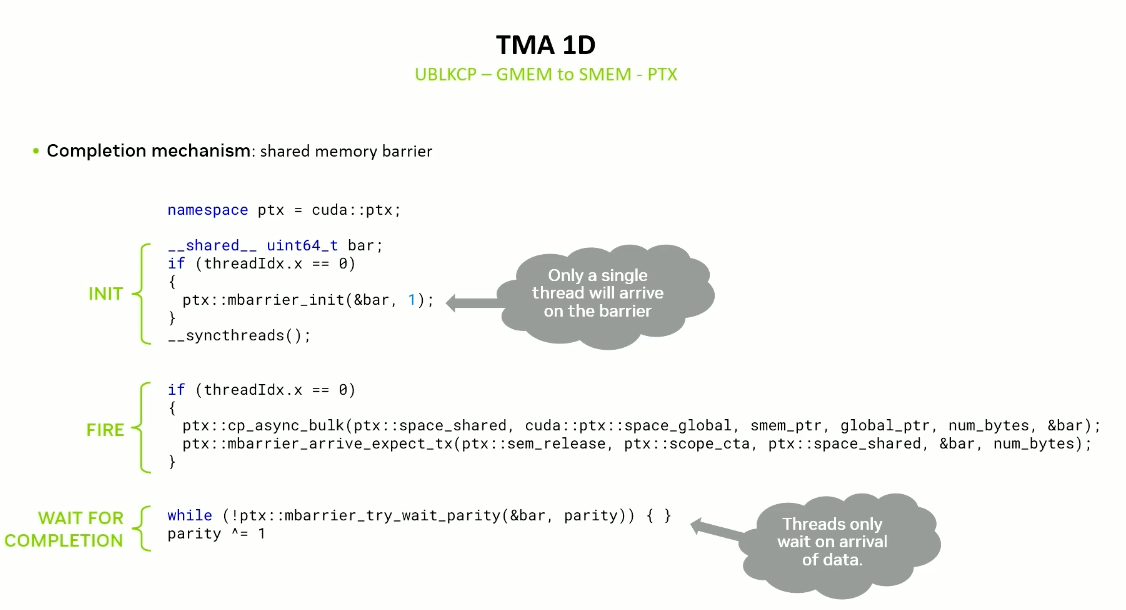 TMA 1D
UBLKCP – GMEM to SMEM - PTX
• Completion mechanism: shared memory barrier
namespace ptx = cuda::ptx;
INIT
__shared__ uint64_t bar;
if (threadIdx.x == 0)
{
ptx::mbarrier_init(&bar, 1);
}
__syncthreads();
Only a single
thread will arrive
on the barrier
FIRE
if (threadIdx.x == 0)
{
ptx::cp_async_bulk(ptx::space_shared, cuda::ptx::space_global, smem_ptr, global_ptr, num_bytes, &bar);
ptx::mbarrier_arrive_expect_tx(ptx::sem_release, ptx::scope_cta, ptx::space_shared, &bar, num_bytes);
}
WAIT FOR
COMPLETION
while (!ptx::mbarrier_try_wait_parity(&bar, parity)) { }
parity ^= 1
Threads only
wait on arrival
of data.